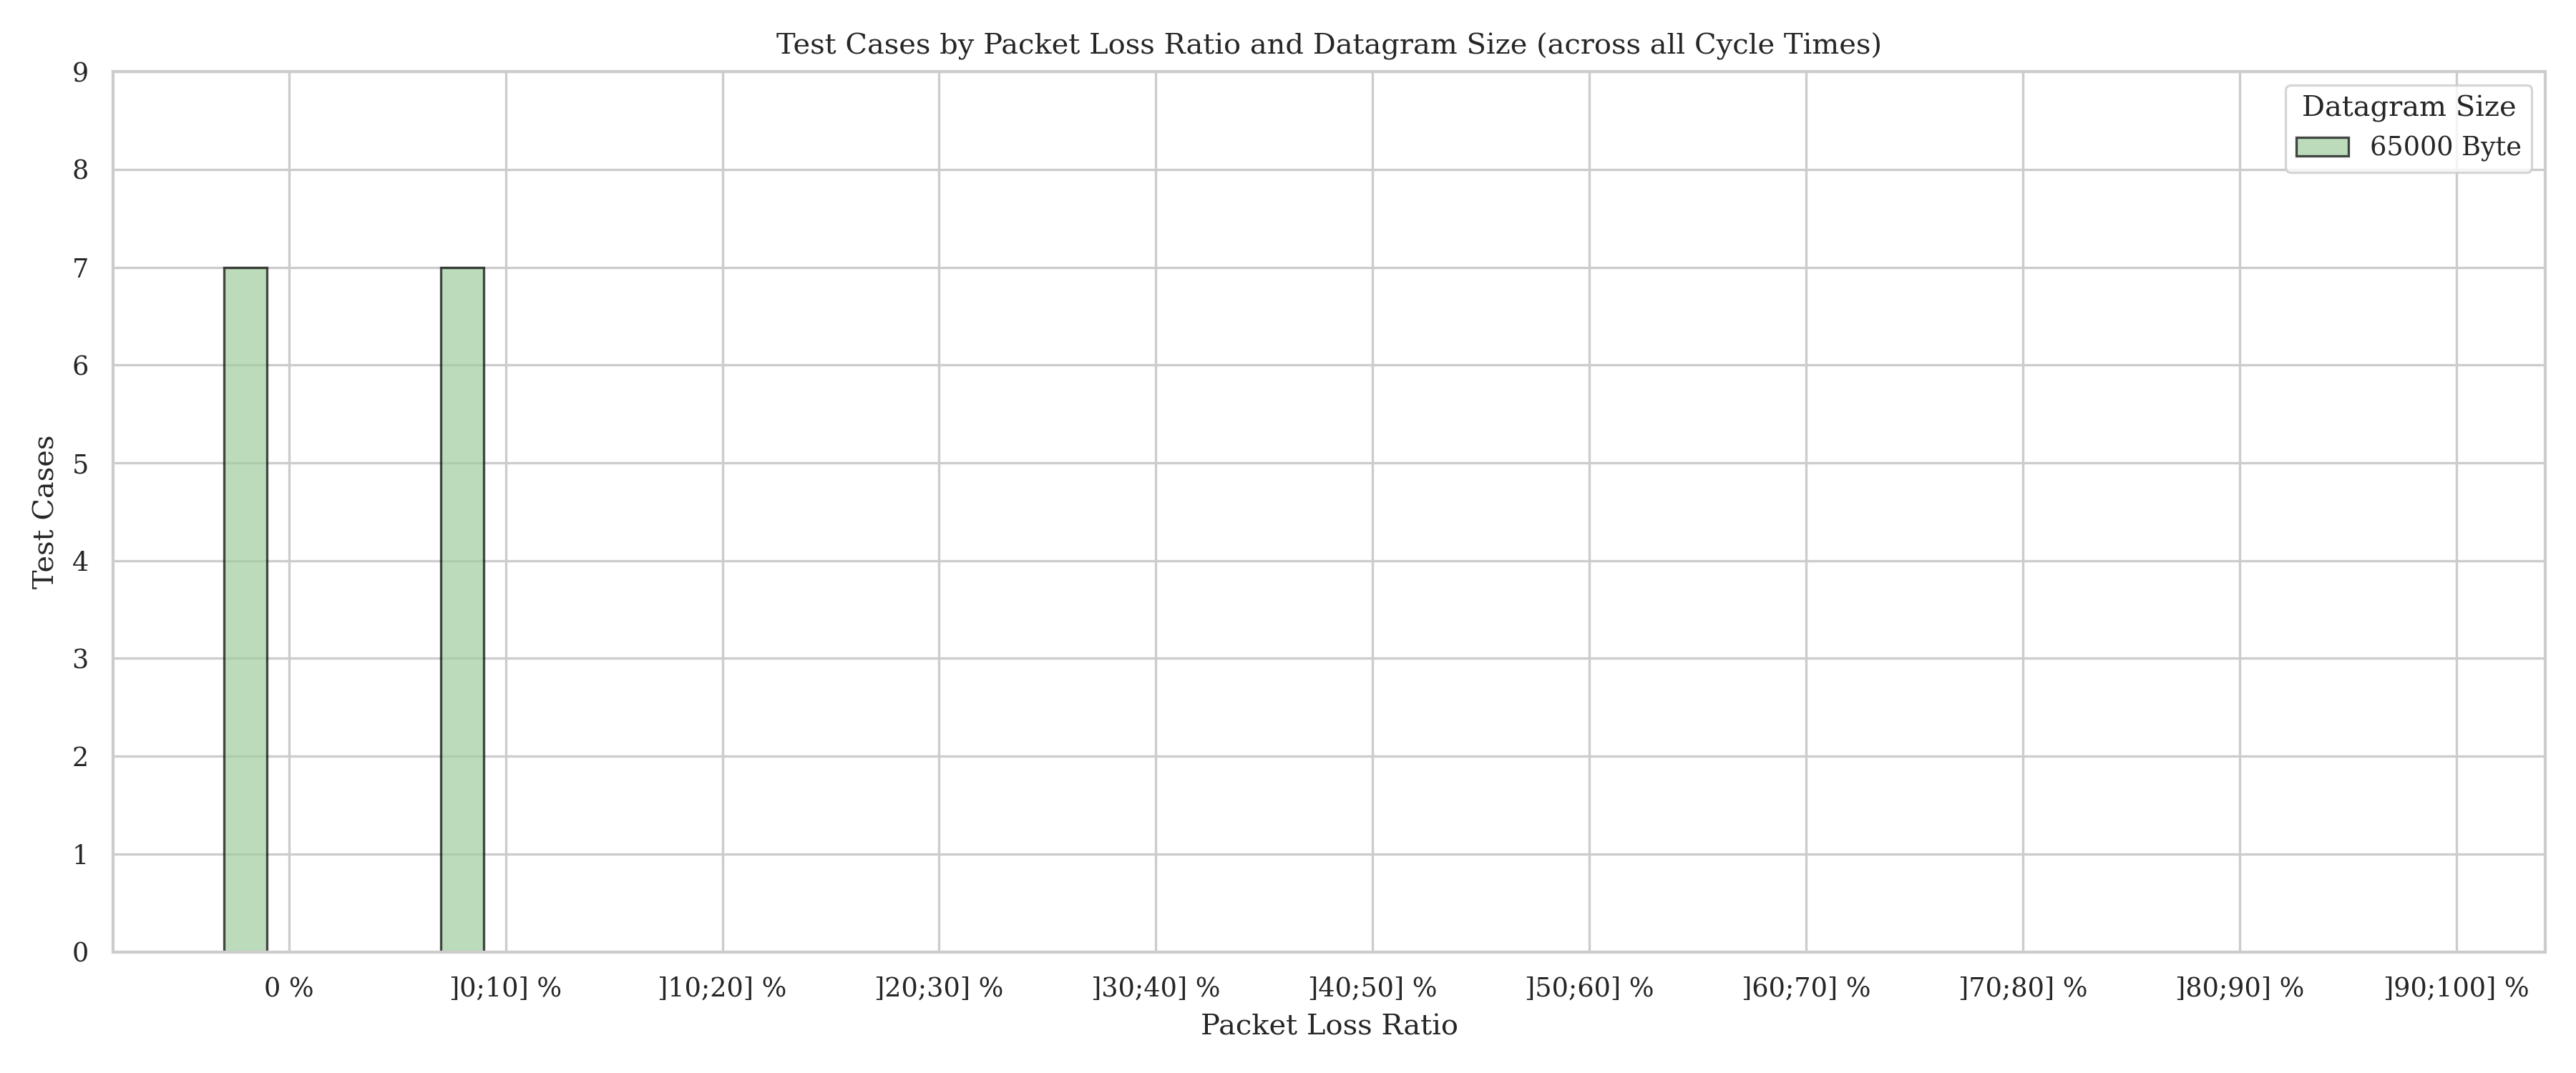 Test Cases by Packet Loss Ratio and Datagram Size (across all Cycle Times)
Datagram Size
65000 Byte
Test Cases
9
8
7
6
5
4
3
2
1
0
0 % ]0;10] % ]10;20] % ]20;30] % ]30;40] % ]40;50] % ]50;60] % ]60;70] % ]70;80] % ]80;90] % ]90;100] %
Packet Loss Ratio